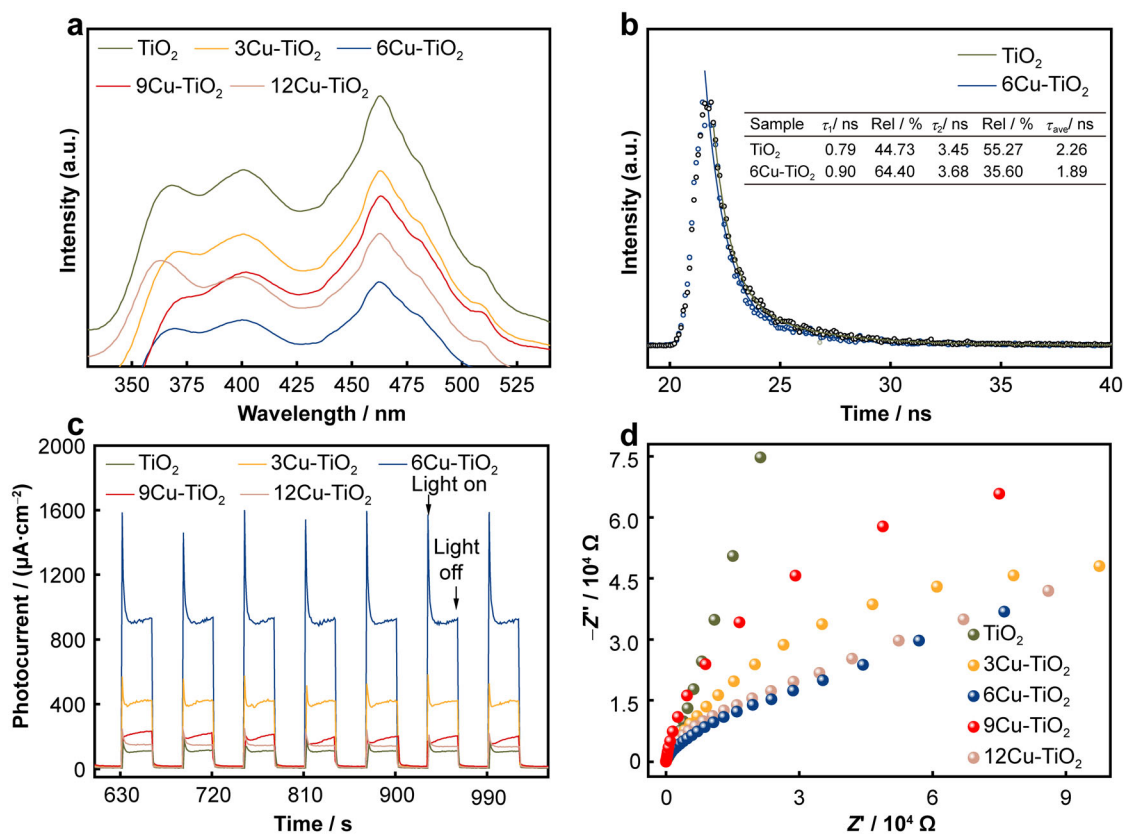 a
TiO₂ 3Cu-TiO₂ 6Cu-TiO₂
9Cu-TiO₂ 12Cu-TiO₂
Intensity (a.u.)
350 375 400 425 450 475 500 525
Wavelength / nm
b
TiO₂
6Cu-TiO₂
Sample τ₁/ ns Rel / % τ₂/ ns Rel / % τave/ ns
TiO₂ 0.79 44.73 3.45 55.27 2.26
6Cu-TiO₂ 0.90 64.40 3.68 35.60 1.89
Intensity (a.u.)
20 25 30 35 40
Time / ns
c
TiO₂ 3Cu-TiO₂ 6Cu-TiO₂
9Cu-TiO₂ 12Cu-TiO₂
Light on
Light
off
Photocurrent / (μA·cm⁻²)
2000
1600
1200
800
400
0
630 720 810 900 990
Time / s
d
−Z'' / 10⁴ Ω
7.5
6.0
4.5
3.0
1.5
0
TiO₂
3Cu-TiO₂
6Cu-TiO₂
9Cu-TiO₂
12Cu-TiO₂
0 3 6 9
Z' / 10⁴ Ω